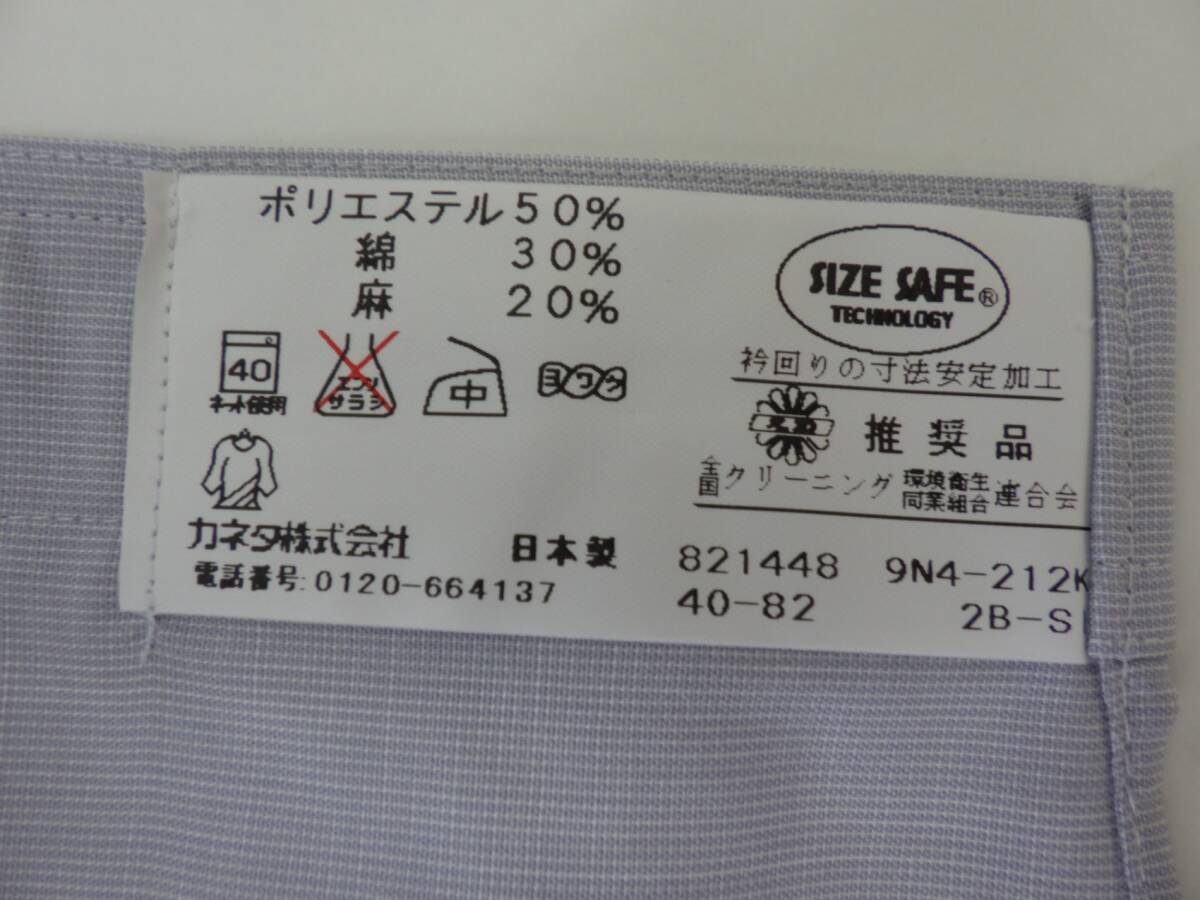 ポリエステル50%
綿 30%
麻 20%
40
ネット使用
エンソ
サラシ
中
ヨワク
カネタ株式会社 日本製
電話番号:0120-664137
SIZE SAFE®
TECHNOLOGY
衿回りの寸法安定加工
推奨品
全国クリーニング環境衛生同業組合連合会
821448 9N4-212K
40-82 2B-S